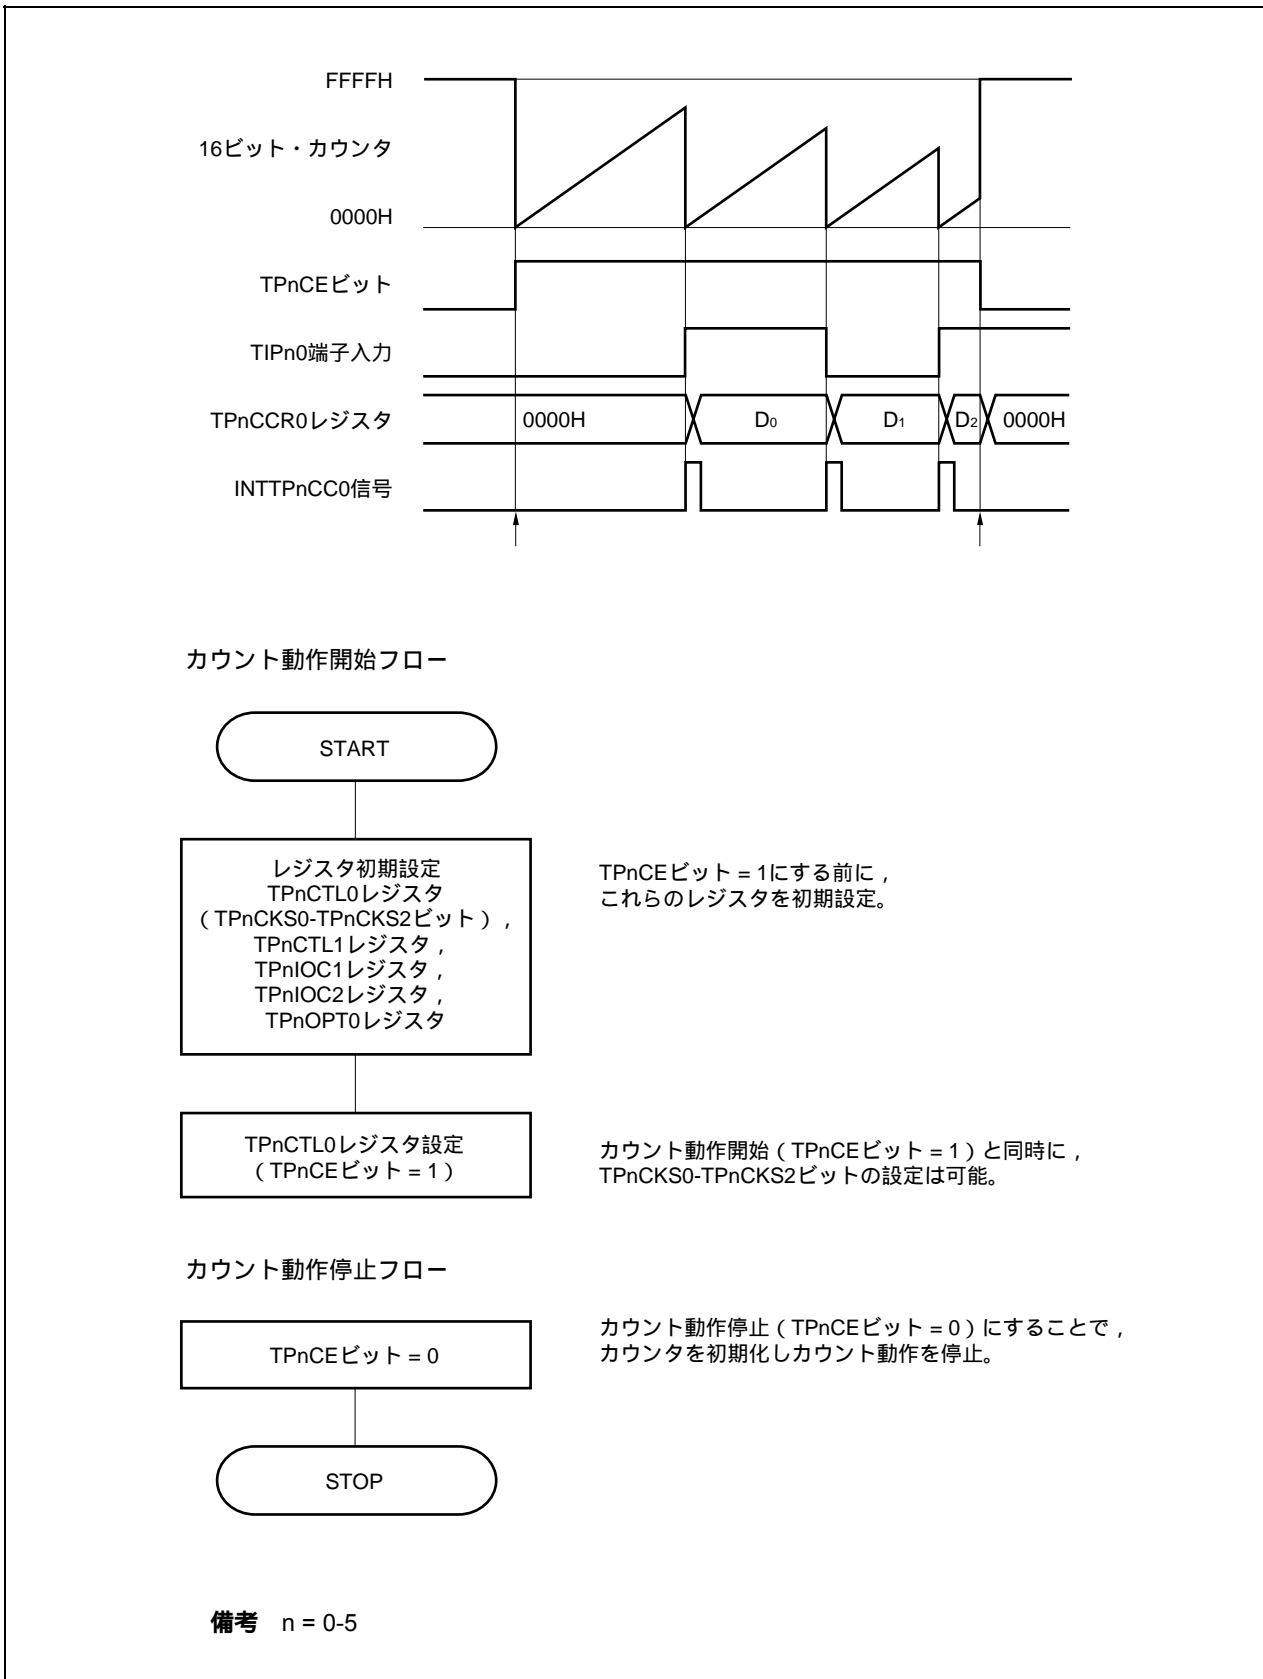 FFFFH
16ビット・カウンタ
0000H
TPnCEビット
TIPn0端子入力
TPnCCR0レジスタ
0000H
D0
D1
D2
0000H
INTTPnCC0信号
カウント動作開始フロー
START
レジスタ初期設定
TPnCTL0レジスタ
（TPnCKS0-TPnCKS2ビット），
TPnCTL1レジスタ，
TPnIOC1レジスタ，
TPnIOC2レジスタ，
TPnOPT0レジスタ
TPnCEビット = 1にする前に，
これらのレジスタを初期設定。
TPnCTL0レジスタ設定
（TPnCEビット = 1）
カウント動作開始（TPnCEビット = 1）と同時に，
TPnCKS0-TPnCKS2ビットの設定は可能。
カウント動作停止フロー
TPnCEビット = 0
カウント動作停止（TPnCEビット = 0）にすることで，
カウンタを初期化しカウント動作を停止。
STOP
備考 n = 0-5